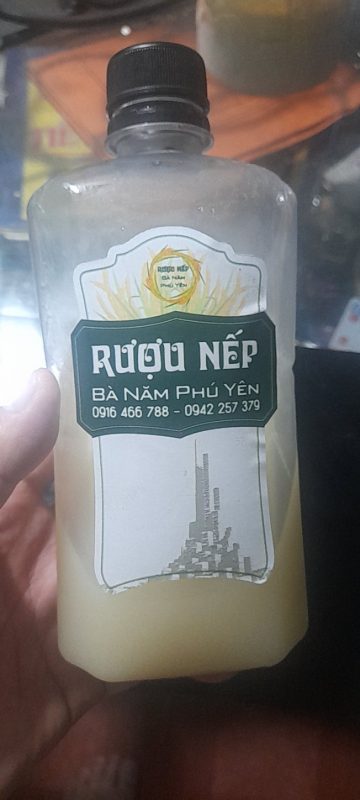 RƯỢU NẾP
BÀ NĂM
PHÚ YÊN
RƯỢU NẾP
BÀ NĂM PHÚ YÊN
0916 466 788 - 0942 257 379